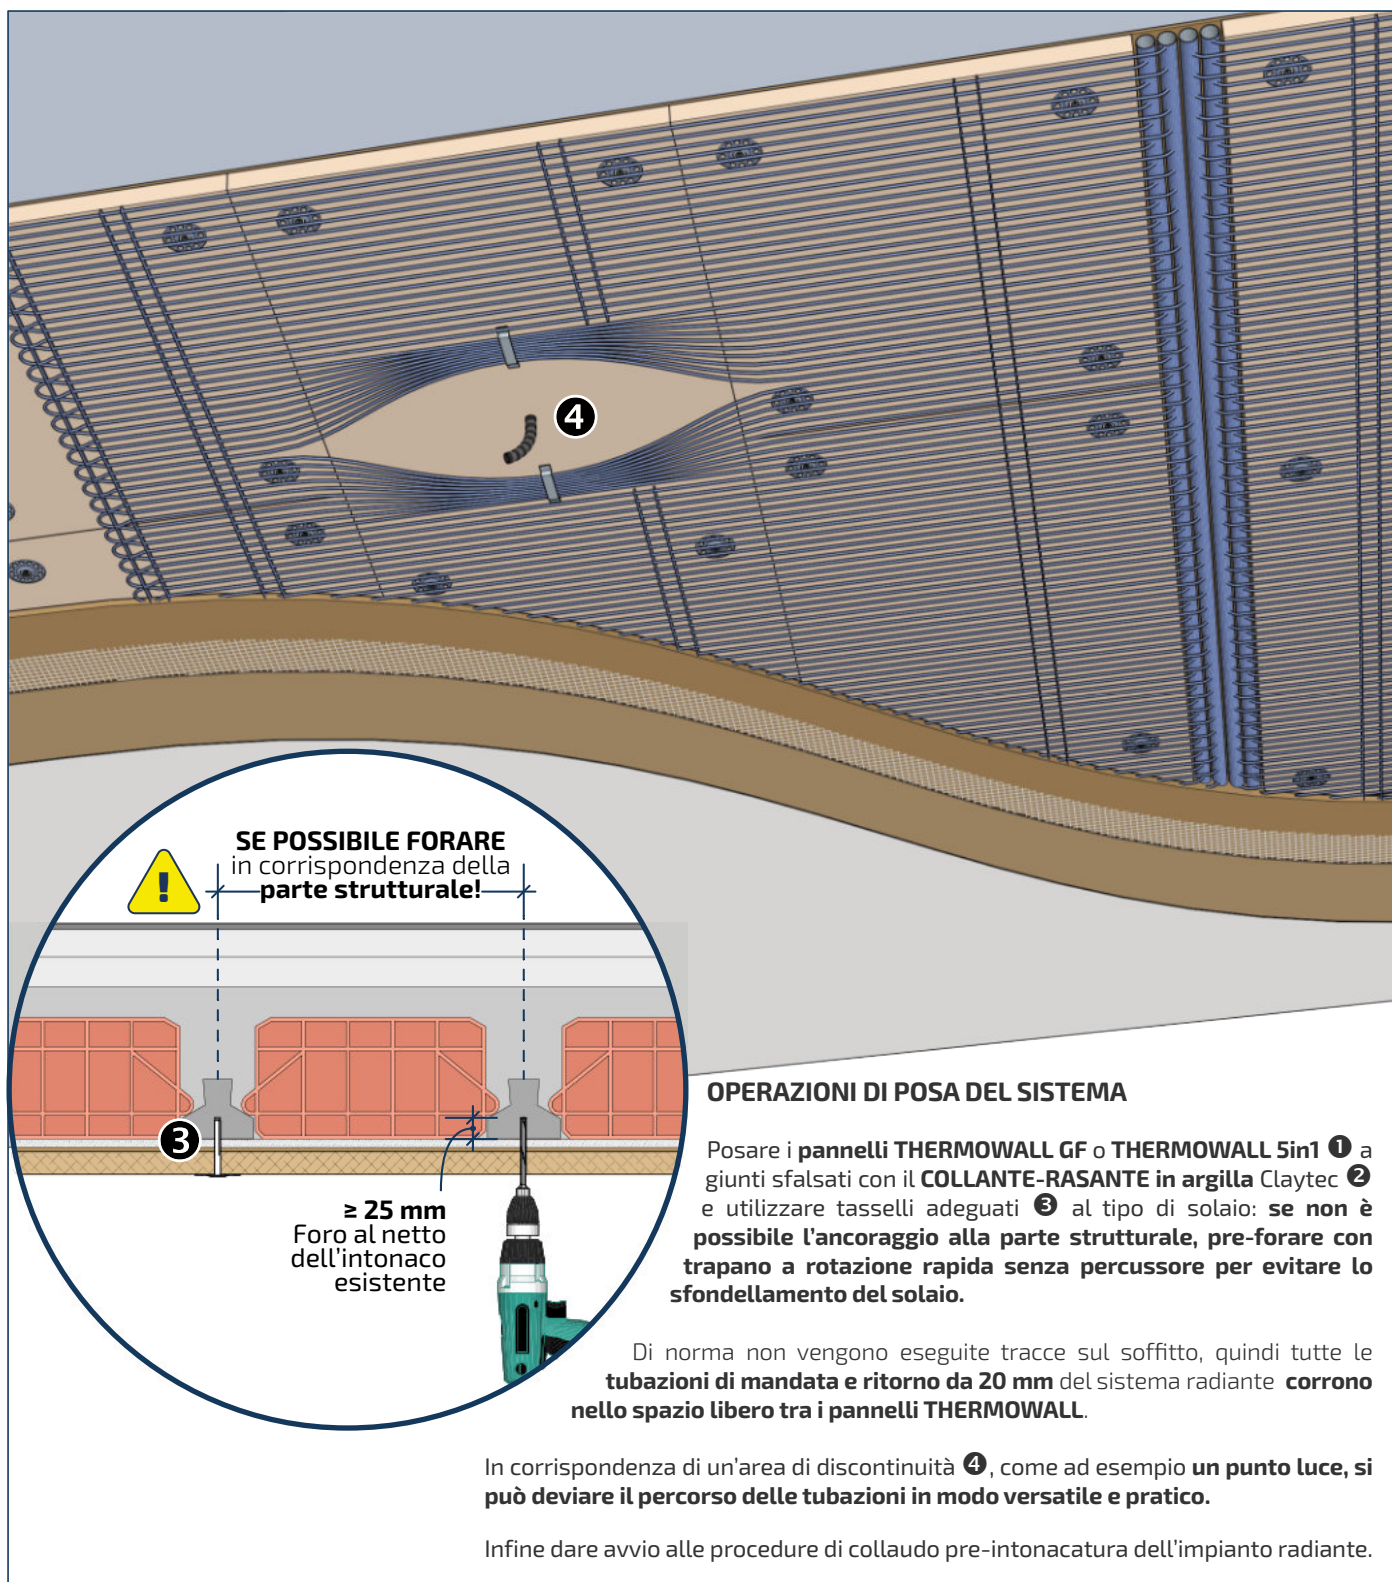 ❹
SE POSSIBILE FORARE
in corrispondenza della
parte strutturale!
!
❸
≥ 25 mm
Foro al netto
dell'intonaco
esistente
OPERAZIONI DI POSA DEL SISTEMA
Posare i pannelli THERMOWALL GF o THERMOWALL 5in1 ❶ a
giunti sfalsati con il COLLANTE-RASANTE in argilla Claytec ❷
e utilizzare tasselli adeguati ❸ al tipo di solaio: se non è
possibile l'ancoraggio alla parte strutturale, pre-forare con
trapano a rotazione rapida senza percussore per evitare lo
sfondellamento del solaio.
Di norma non vengono eseguite tracce sul soffitto, quindi tutte le
tubazioni di mandata e ritorno da 20 mm del sistema radiante corrono
nello spazio libero tra i pannelli THERMOWALL.
In corrispondenza di un'area di discontinuità ❹, come ad esempio un punto luce, si
può deviare il percorso delle tubazioni in modo versatile e pratico.
Infine dare avvio alle procedure di collaudo pre-intonacatura dell'impianto radiante.